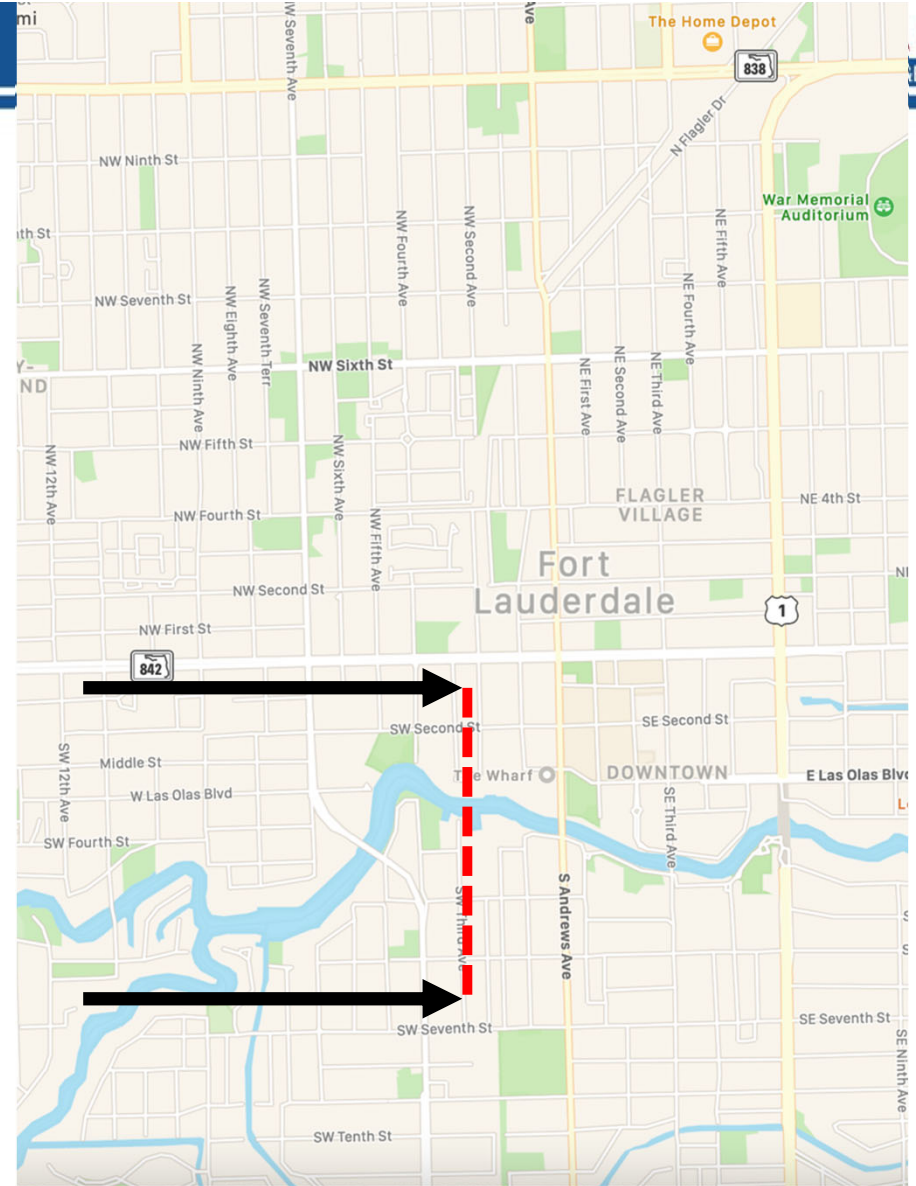 mi
NW Seventh Ave
Ave
The Home Depot
838
N Flagler Dr
NW Ninth St
War Memorial
Auditorium
th St
NW Fourth Ave
NW Second Ave
NE Fifth Ave
NW Seventh St
NW Eighth Ave
NW Seventh Terr
NE Fourth Ave
NW Ninth Ave
NW Sixth St
NE First Ave
NE Second Ave
NE Third Ave
Y-
ND
NW Fifth St
NW 12th Ave
NW Sixth Ave
FLAGLER
VILLAGE
NE 4th St
NW Fourth St
NW Fifth Ave
Fort
Lauderdale
NW Second St
1
NW First St
842
SW Second St
SE Second St
SW 12th Ave
Middle St
The Wharf
DOWNTOWN
E Las Olas Blvd
W Las Olas Blvd
SE Third Ave
SW Fourth St
SW Third Ave
S Andrews Ave
SW Seventh St
SE Seventh St
SE Ninth Ave
SW Tenth St